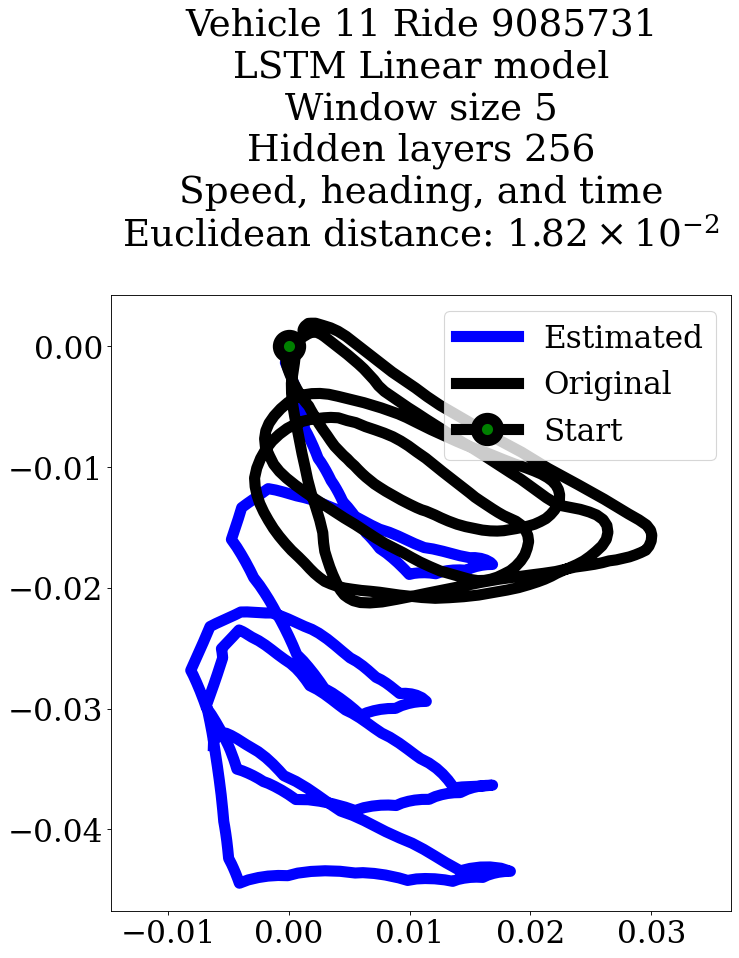 Vehicle 11 Ride 9085731
LSTM Linear model
Window size 5
Hidden layers 256
Speed, heading, and time
Euclidean distance: 1.82 × 10⁻²
Estimated
Original
Start
0.00
−0.01
−0.02
−0.03
−0.04
−0.01 0.00 0.01 0.02 0.03